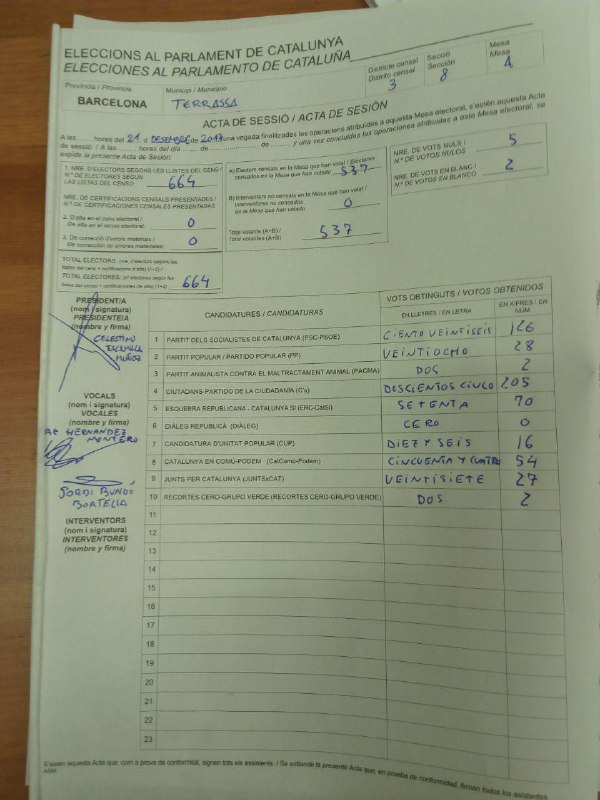 ELECCIONS AL PARLAMENT DE CATALUNYA
ELECCIONES AL PARLAMENTO DE CATALUÑA
Província / Provincia
BARCELONA
Municipi / Municipio
TERRASSA
Districte censal
Distrito censal
3
Secció
Sección
8
Mesa
Mesa
A
ACTA DE SESSIÓ / ACTA DE SESIÓN
A les hores del 21 d DESEMBRE de 2017 una vegada finalitzades les operacions atribuïdes a aquesta Mesa electoral, s'estén aquesta Acta
de sessió: / A las horas del día de de y una vez concluidas las operaciones atribuidas a esta Mesa electoral, se
expide la presente Acta de Sesión:
1. NRE. D'ELECTORS SEGONS LES LLISTES DEL CENS /
N.º DE ELECTORES SEGÚN
LAS LISTAS DEL CENSO
664
NRE. DE CERTIFICACIONS CENSALS PRESENTADES /
N.º DE CERTIFICACIONES CENSALES PRESENTADAS
2. D'alta en el cens electoral /
De alta en el censo electoral:
0
3. De correcció d'errors materials /
De corrección de errores materiales:
0
TOTAL ELECTORS: (nre. d'electors segons les
llistes del cens + certificacions d'alta) (1+2) /
TOTAL ELECTORES: (nº electores según las
listas del censo + certificaciones de alta) (1+2)
664
A) Electors censats en la Mesa que han votat / Electores
censados en la Mesa que han votado
537
B) Interventors no censats en la Mesa que han votat /
Interventores no censados
en la Mesa que han votado
0
Total votants (A+B) /
Total votantes (A+B)
537
NRE. DE VOTS NULS /
N.º DE VOTOS NULOS
5
NRE. DE VOTS EN BLANC /
N.º DE VOTOS EN BLANCO
2
PRESIDENT/A
(nom i signatura)
PRESIDENTE/A
(nombre y firma)
CELESTINO
MUÑOZ
VOCALS
(nom i signatura)
VOCALES
(nombre y firma)
HERNANDEZ
MONTERO
JORDI BUNDÓ
BOATELLA
INTERVENTORS
(nom i signatura)
INTERVENTORES
(nombre y firma)
CANDIDATURES / CANDIDATURAS
VOTS OBTINGUTS / VOTOS OBTENIDOS
EN LLETRES / EN LETRA
EN XIFRES / EN NÚM.
1 PARTIT DELS SOCIALISTES DE CATALUNYA (PSC-PSOE) CIENTO VEINTISEIS 126
2 PARTIT POPULAR / PARTIDO POPULAR (PP) VEINTIOCHO 28
3 PARTIT ANIMALISTA CONTRA EL MALTRACTAMENT ANIMAL (PACMA) DOS 2
4 CIUTADANS-PARTIDO DE LA CIUDADANÍA (C's) DOSCIENTOS CINCO 205
5 ESQUERRA REPUBLICANA - CATALUNYA SÍ (ERC-CatSí) SETENTA 70
6 DIÀLEG REPUBLICÀ (DIÀLEG) CERO 0
7 CANDIDATURA D'UNITAT POPULAR (CUP) DIEZ Y SEIS 16
8 CATALUNYA EN COMÚ-PODEM (CatComú-Podem) CINCUENTA Y CUATRO 54
9 JUNTS PER CATALUNYA (JUNTSxCAT) VEINTISIETE 27
10 RECORTES CERO-GRUPO VERDE (RECORTES CERO-GRUPO VERDE) DOS 2
11
12
13
14
15
16
17
18
19
20
21
22
23
S'estén aquesta Acta que, com a prova de conformitat, signen tots els assistents. / Se extiende la presente Acta que, en prueba de conformidad, firman todos los asistentes.